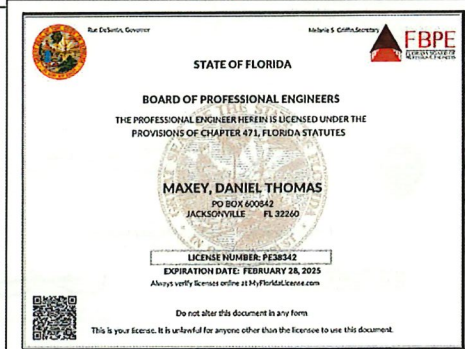 Ron DeSantis, Governor
Melanie S. Griffin, Secretary
FBPE
STATE OF FLORIDA
BOARD OF PROFESSIONAL ENGINEERS
THE PROFESSIONAL ENGINEER HEREIN IS LICENSED UNDER THE
PROVISIONS OF CHAPTER 471, FLORIDA STATUTES
MAXEY, DANIEL THOMAS
PO BOX 600842
JACKSONVILLE FL 32260
LICENSE NUMBER: PE38342
EXPIRATION DATE: FEBRUARY 28, 2025
Always verify licenses online at MyFloridaLicense.com
Do not alter this document in any form
This is your license. It is unlawful for anyone other than the licensee to use this document.